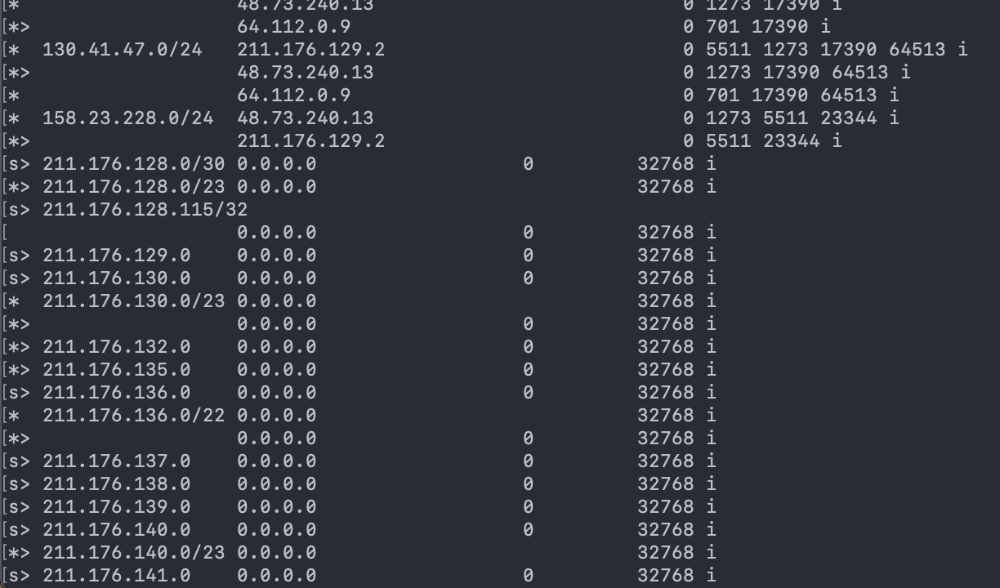 [*                   48.73.240.13                           0 1273 17390 i
[*>                  64.112.0.9                             0 701 17390 i
[*  130.41.47.0/24   211.176.129.2                          0 5511 1273 17390 64513 i
[*>                  48.73.240.13                           0 1273 17390 64513 i
[*                   64.112.0.9                             0 701 17390 64513 i
[*  158.23.228.0/24  48.73.240.13                           0 1273 5511 23344 i
[*>                  211.176.129.2                          0 5511 23344 i
[s> 211.176.128.0/30 0.0.0.0                  0         32768 i
[*> 211.176.128.0/23 0.0.0.0                            32768 i
[s> 211.176.128.115/32
[                    0.0.0.0                  0         32768 i
[s> 211.176.129.0    0.0.0.0                  0         32768 i
[s> 211.176.130.0    0.0.0.0                  0         32768 i
[*  211.176.130.0/23 0.0.0.0                            32768 i
[*>                  0.0.0.0                  0         32768 i
[*> 211.176.132.0    0.0.0.0                  0         32768 i
[*> 211.176.135.0    0.0.0.0                  0         32768 i
[s> 211.176.136.0    0.0.0.0                  0         32768 i
[*  211.176.136.0/22 0.0.0.0                            32768 i
[*>                  0.0.0.0                  0         32768 i
[s> 211.176.137.0    0.0.0.0                  0         32768 i
[s> 211.176.138.0    0.0.0.0                  0         32768 i
[s> 211.176.139.0    0.0.0.0                  0         32768 i
[s> 211.176.140.0    0.0.0.0                  0         32768 i
[*> 211.176.140.0/23 0.0.0.0                            32768 i
[s> 211.176.141.0    0.0.0.0                  0         32768 i